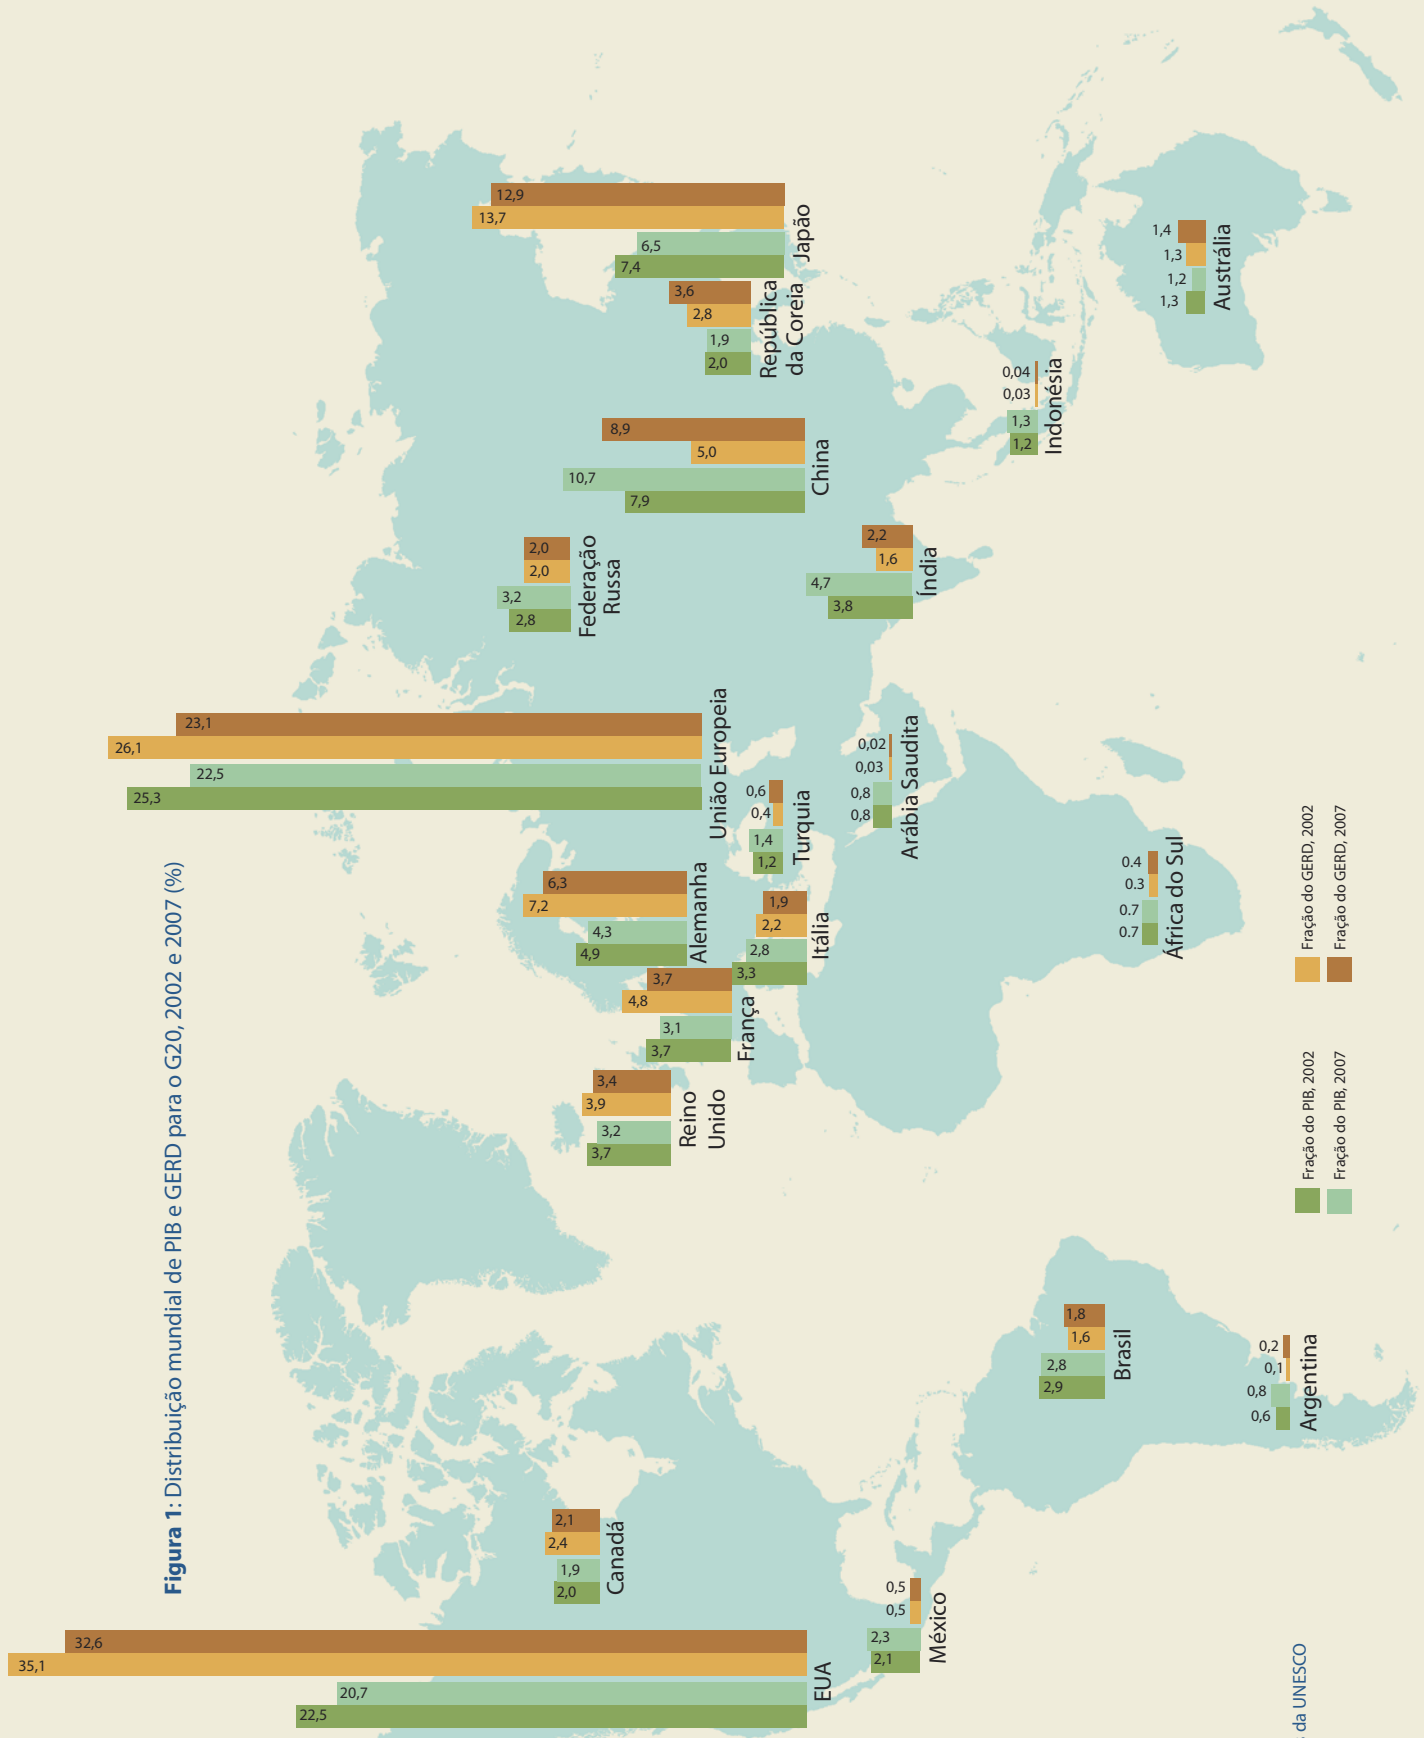 Figura 1: Distribuição mundial de PIB e GERD para o G20, 2002 e 2007 (%)
22,5
20,7
35,1
32,6
EUA
2,0
1,9
2,4
2,1
Canadá
2,1
2,3
0,5
0,5
México
2,9
2,8
1,6
1,8
Brasil
0,6
0,8
0,1
0,2
Argentina
3,7
3,2
3,9
3,4
Reino
Unido
3,7
3,1
4,8
3,7
França
4,9
4,3
7,2
6,3
Alemanha
3,3
2,8
2,2
1,9
Itália
25,3
22,5
26,1
23,1
União Europeia
1,2
1,4
0,4
0,6
Turquia
0,8
0,8
0,03
0,02
Arábia Saudita
0.7
0.7
0.3
0.4
África do Sul
2,8
3,2
2,0
2,0
Federação
Russa
3,8
4,7
1,6
2,2
Índia
7,9
10,7
5,0
8,9
China
2,0
1,9
2,8
3,6
República
da Coreia
7,4
6,5
13,7
12,9
Japão
1,2
1,3
0,03
0,04
Indonésia
1,3
1,2
1,3
1,4
Austrália
Fração do PIB, 2002
Fração do PIB, 2007
Fração do GERD, 2002
Fração do GERD, 2007
da UNESCO